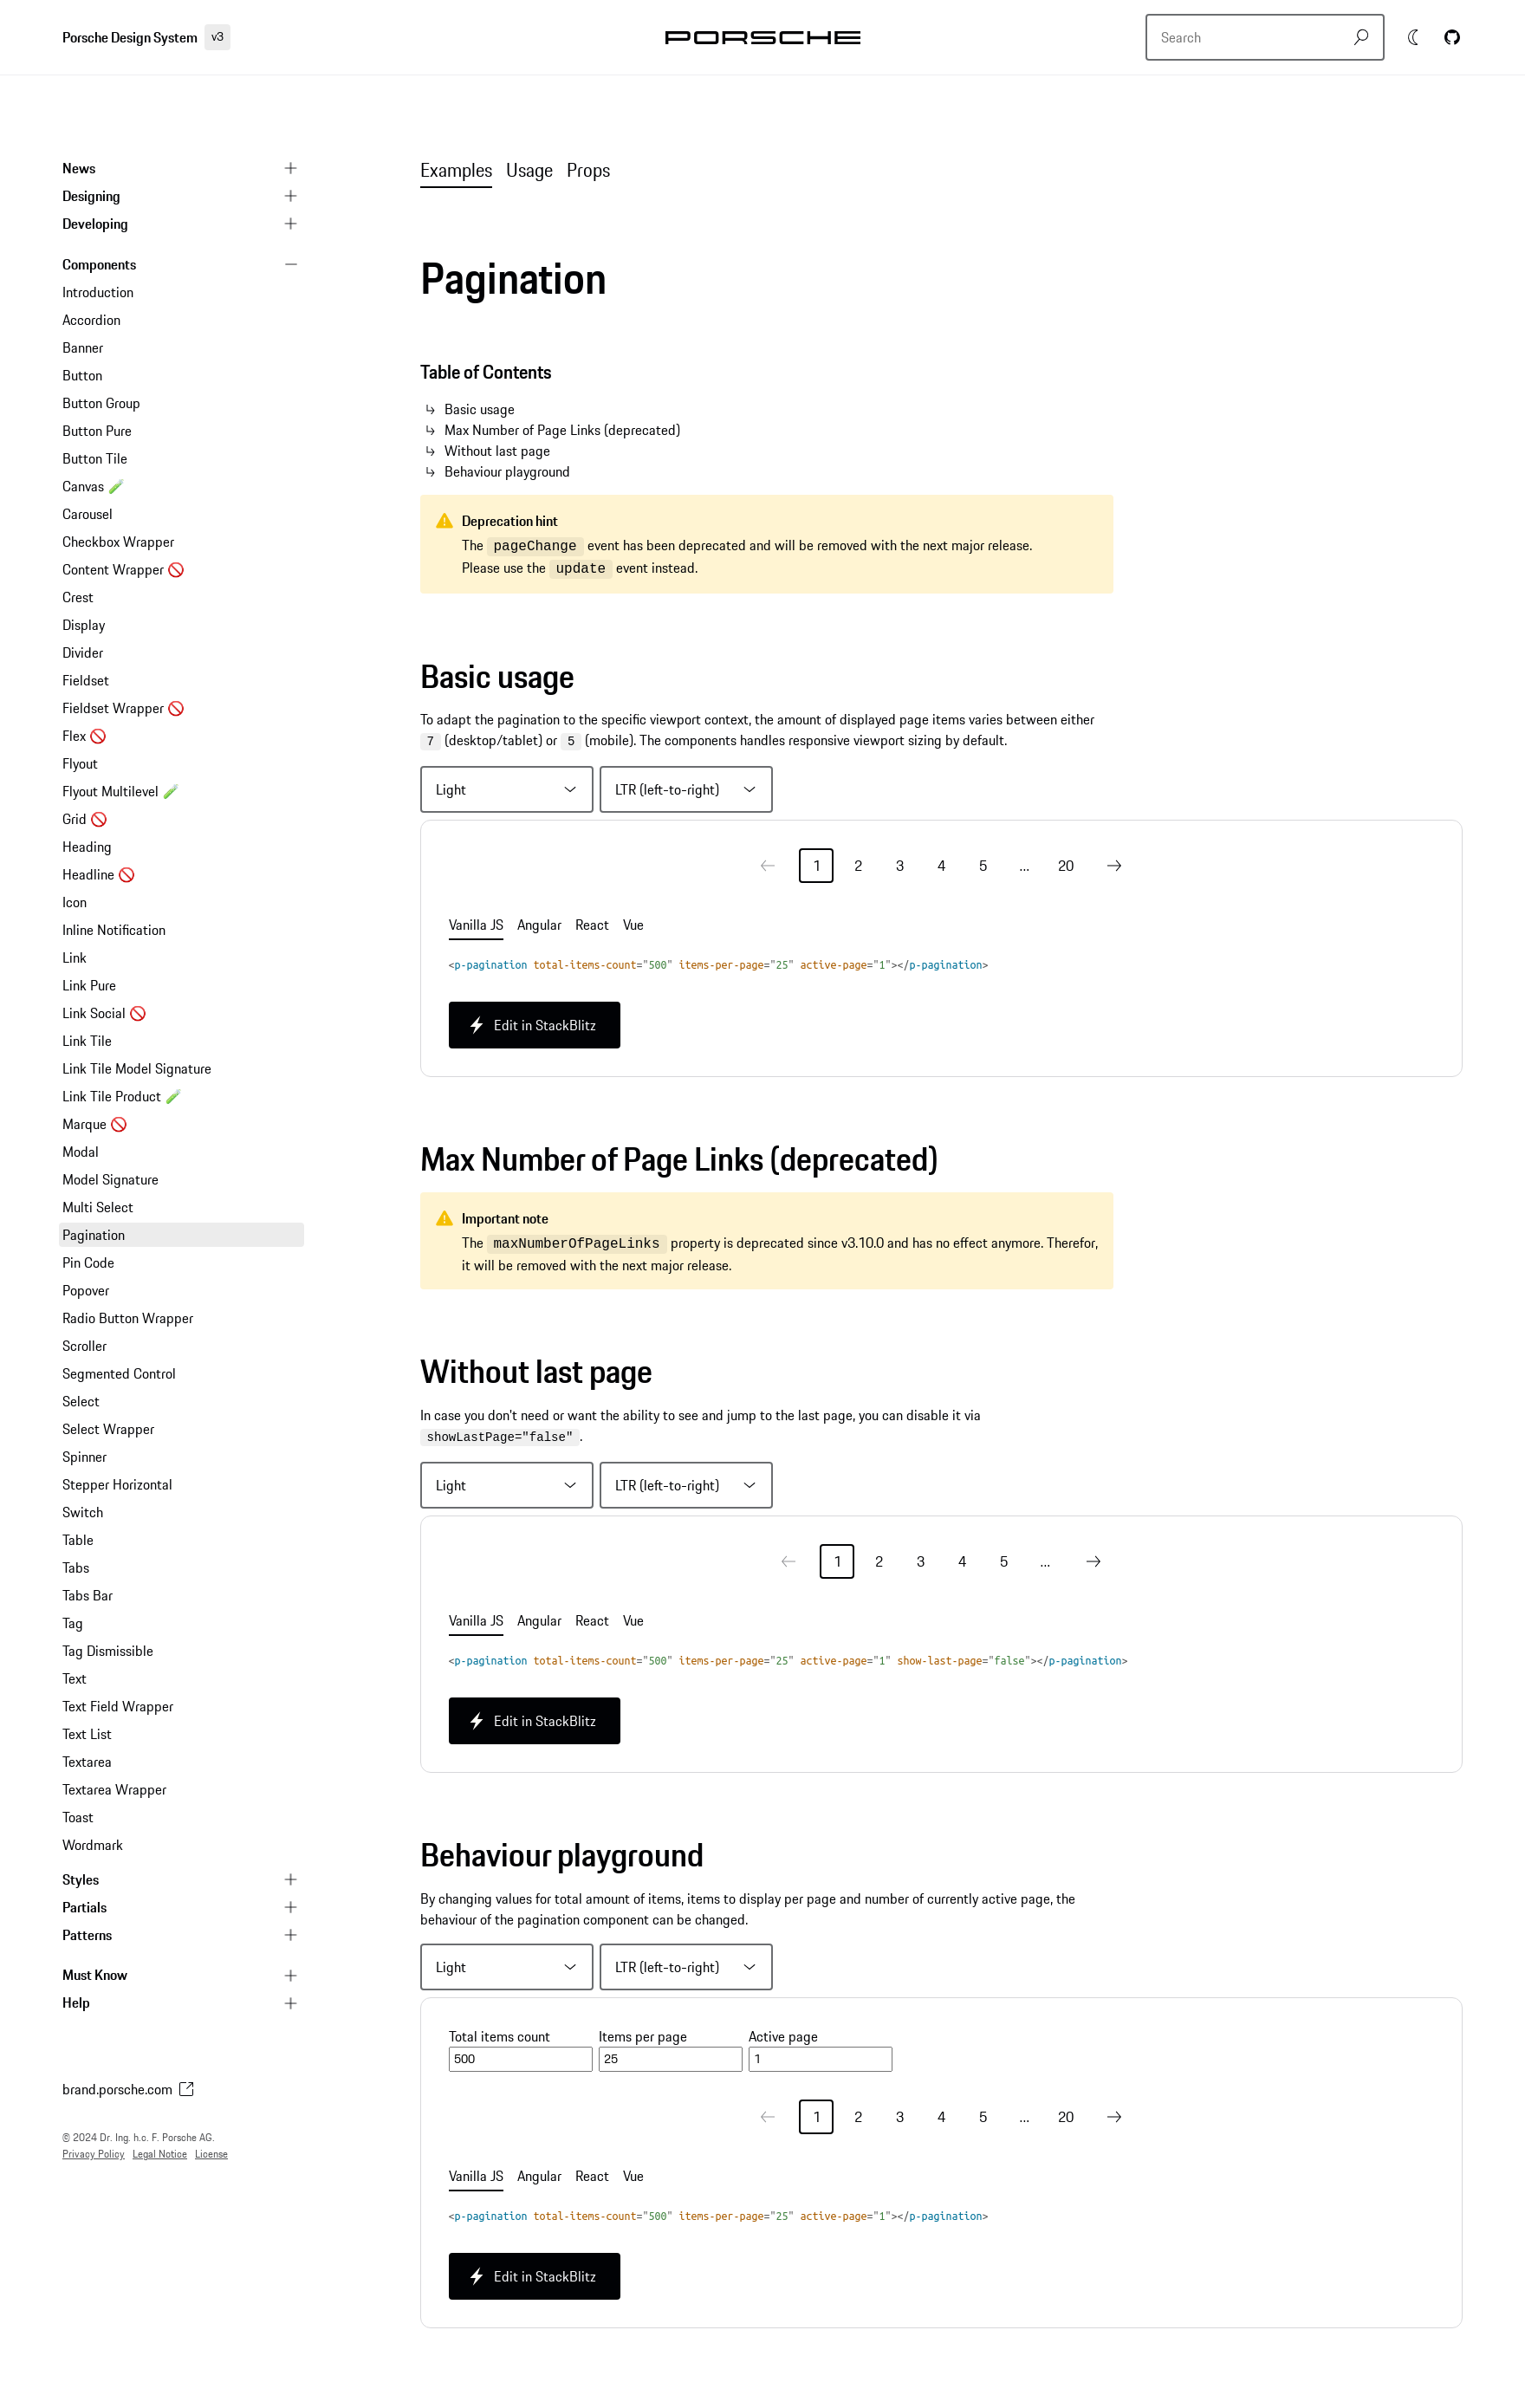 Porsche Design System v3
PORSCHE
Search
News
Designing
Developing
Components
Introduction
Accordion
Banner
Button
Button Group
Button Pure
Button Tile
Canvas 🧪
Carousel
Checkbox Wrapper
Content Wrapper 🚫
Crest
Display
Divider
Fieldset
Fieldset Wrapper 🚫
Flex 🚫
Flyout
Flyout Multilevel 🧪
Grid 🚫
Heading
Headline 🚫
Icon
Inline Notification
Link
Link Pure
Link Social 🚫
Link Tile
Link Tile Model Signature
Link Tile Product 🧪
Marque 🚫
Modal
Model Signature
Multi Select
Pagination
Pin Code
Popover
Radio Button Wrapper
Scroller
Segmented Control
Select
Select Wrapper
Spinner
Stepper Horizontal
Switch
Table
Tabs
Tabs Bar
Tag
Tag Dismissible
Text
Text Field Wrapper
Text List
Textarea
Textarea Wrapper
Toast
Wordmark
Styles
Partials
Patterns
Must Know
Help
brand.porsche.com
© 2024 Dr. Ing. h.c. F. Porsche AG.
Privacy Policy Legal Notice License
Examples Usage Props
Pagination
Table of Contents
Basic usage
Max Number of Page Links (deprecated)
Without last page
Behaviour playground
Deprecation hint
The pageChange event has been deprecated and will be removed with the next major release.
Please use the update event instead.
Basic usage
To adapt the pagination to the specific viewport context, the amount of displayed page items varies between either
7 (desktop/tablet) or 5 (mobile). The components handles responsive viewport sizing by default.
Light LTR (left-to-right)
1 2 3 4 5 ... 20
Vanilla JS Angular React Vue
<p-pagination total-items-count="500" items-per-page="25" active-page="1"></p-pagination>
Edit in StackBlitz
Max Number of Page Links (deprecated)
Important note
The maxNumberOfPageLinks property is deprecated since v3.10.0 and has no effect anymore. Therefor,
it will be removed with the next major release.
Without last page
In case you don't need or want the ability to see and jump to the last page, you can disable it via
showLastPage="false".
Light LTR (left-to-right)
1 2 3 4 5 ...
Vanilla JS Angular React Vue
<p-pagination total-items-count="500" items-per-page="25" active-page="1" show-last-page="false"></p-pagination>
Edit in StackBlitz
Behaviour playground
By changing values for total amount of items, items to display per page and number of currently active page, the
behaviour of the pagination component can be changed.
Light LTR (left-to-right)
Total items count Items per page Active page
500 25 1
1 2 3 4 5 ... 20
Vanilla JS Angular React Vue
<p-pagination total-items-count="500" items-per-page="25" active-page="1"></p-pagination>
Edit in StackBlitz